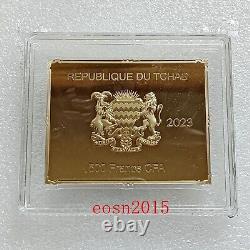 REPUBLIQUE DU TCHAD
2023
500 Francs CFA
eosn2015